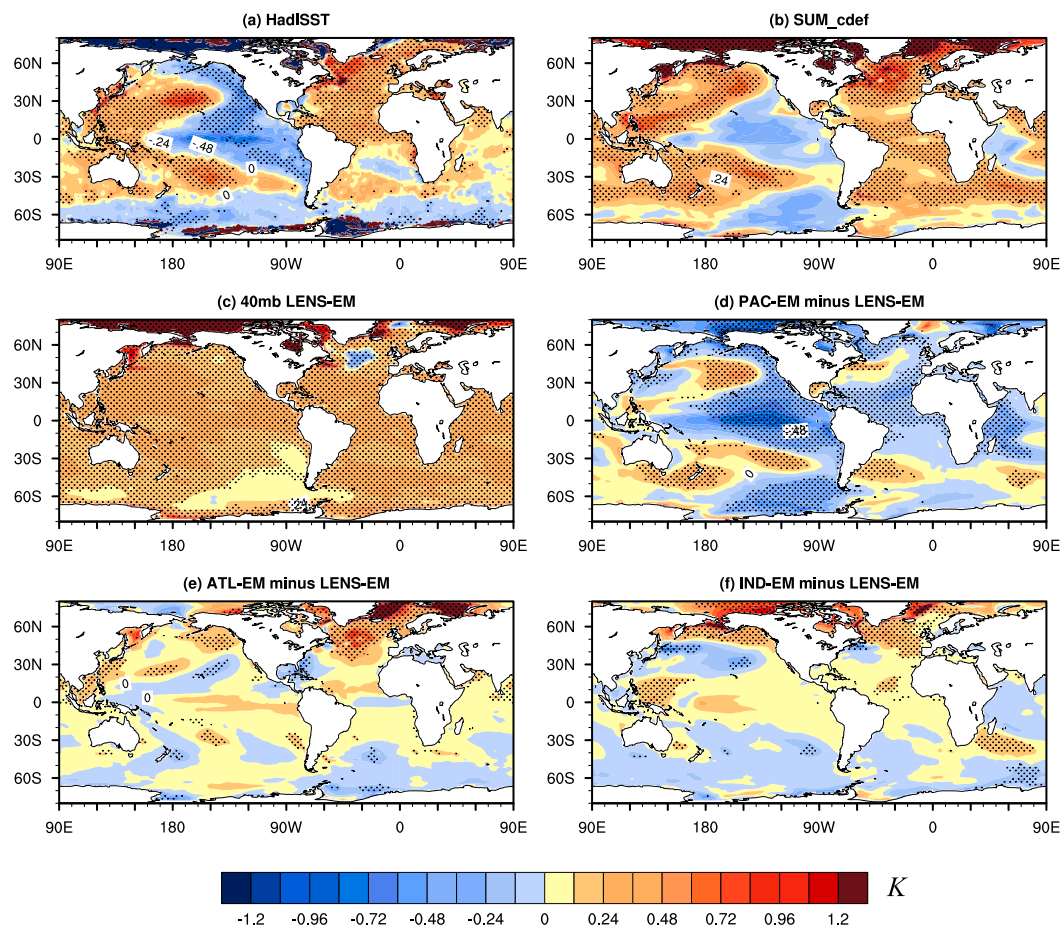 (a) HadISST
(b) SUM_cdef
60N
30N
0
30S
60S
-.24
-.48
0
0
90E
180
90W
0
90E
60N
30N
0
30S
60S
.24
90E
180
90W
0
90E
(c) 40mb LENS-EM
(d) PAC-EM minus LENS-EM
60N
30N
0
30S
60S
90E
180
90W
0
90E
60N
30N
0
30S
60S
-.48
0
90E
180
90W
0
90E
(e) ATL-EM minus LENS-EM
(f) IND-EM minus LENS-EM
60N
30N
0
30S
60S
0
0
90E
180
90W
0
90E
60N
30N
0
30S
60S
90E
180
90W
0
90E
K
-1.2 -0.96 -0.72 -0.48 -0.24 0 0.24 0.48 0.72 0.96 1.2